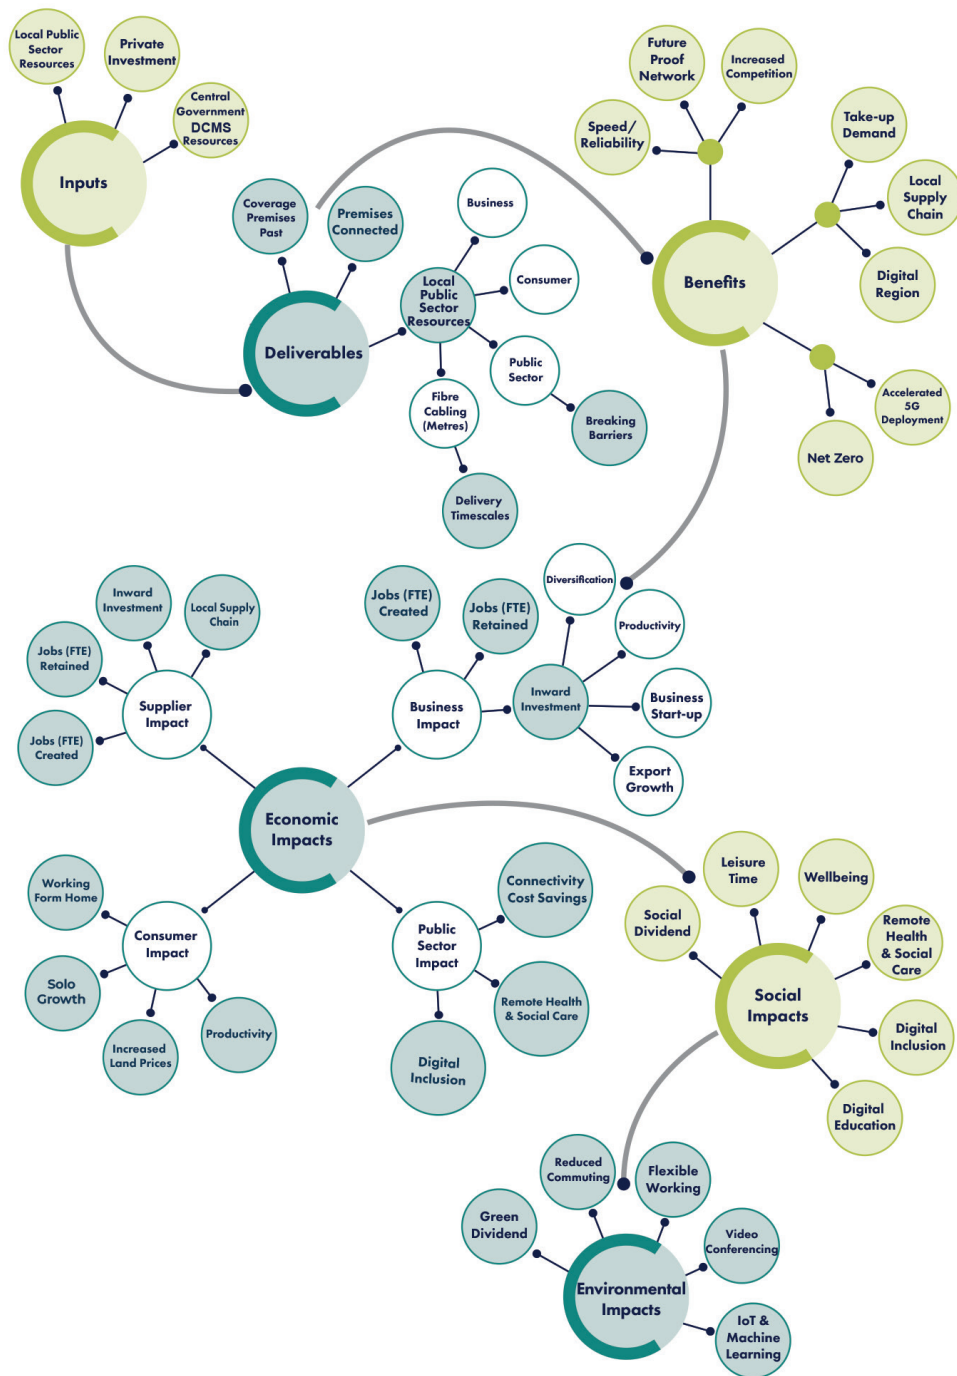 Local Public
Sector
Resources
Private
Investment
Central
Government
DCMS
Resources
Inputs
Future
Proof
Network
Increased
Competition
Speed/
Reliability
Take-up
Demand
Local
Supply
Chain
Digital
Region
Benefits
Accelerated
5G
Deployment
Net Zero
Coverage
Premises
Past
Premises
Connected
Deliverables
Local
Public
Sector
Resources
Business
Consumer
Public
Sector
Breaking
Barriers
Fibre
Cabling
(Metres)
Delivery
Timescales
Inward
Investment
Local Supply
Chain
Jobs (FTE)
Retained
Jobs (FTE)
Created
Supplier
Impact
Jobs (FTE)
Created
Jobs (FTE)
Retained
Business
Impact
Inward
Investment
Diversification
Productivity
Business
Start-up
Export
Growth
Economic
Impacts
Working
Form Home
Solo
Growth
Increased
Land Prices
Productivity
Consumer
Impact
Public
Sector
Impact
Connectivity
Cost Savings
Remote Health
& Social Care
Digital
Inclusion
Social
Dividend
Leisure
Time
Wellbeing
Remote
Health
& Social
Care
Digital
Inclusion
Digital
Education
Social
Impacts
Green
Dividend
Reduced
Commuting
Flexible
Working
Video
Conferencing
IoT &
Machine
Learning
Environmental
Impacts